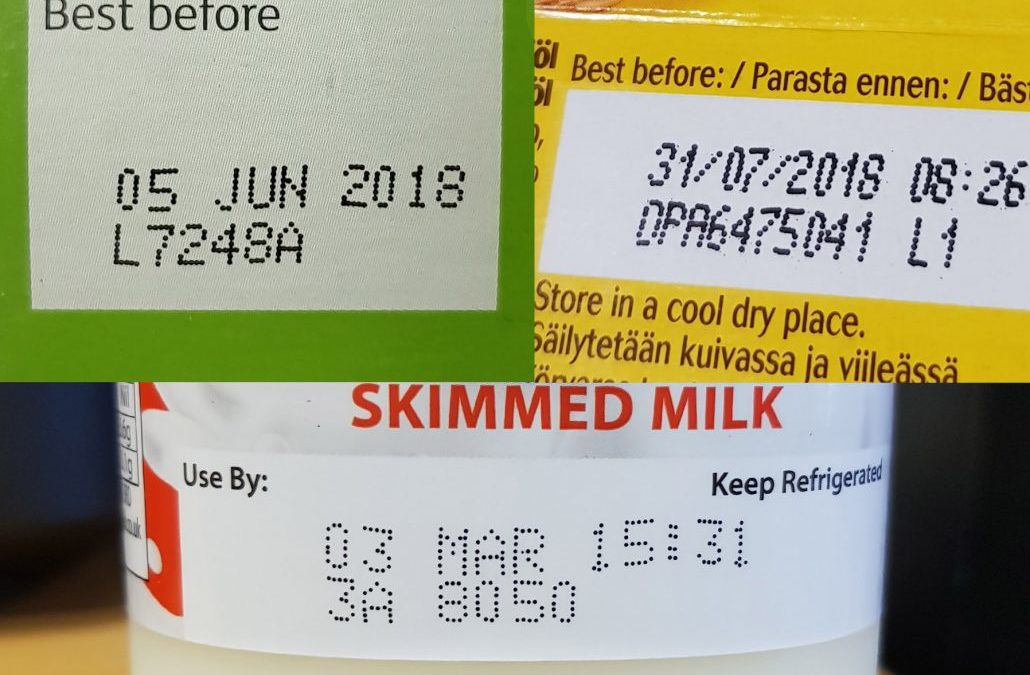 Best before
05 JUN 2018
L7248A
Best before: / Parasta ennen: /
31/07/2018 08:26
DPA6475041 L1
Store in a cool dry place.
Säilytetään kuivassa ja viileässä
SKIMMED MILK
Use By:
Keep Refrigerated
03 MAR 15:31
3A 8050